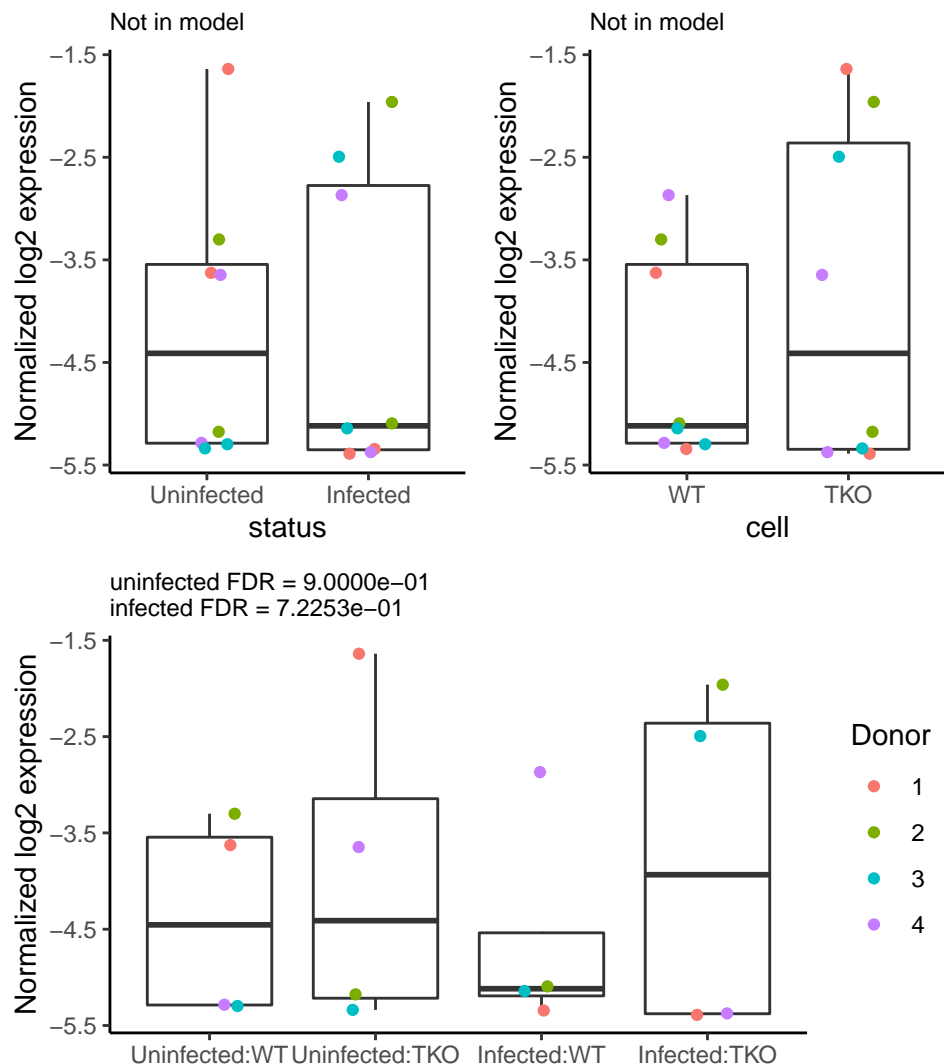 Not in model
−1.5
−2.5
−3.5
−4.5
−5.5
Normalized log2 expression
Uninfected Infected
status
Not in model
−1.5
−2.5
−3.5
−4.5
−5.5
Normalized log2 expression
WT TKO
cell
uninfected FDR = 9.0000e−01
infected FDR = 7.2253e−01
−1.5
−2.5
−3.5
−4.5
−5.5
Normalized log2 expression
Uninfected:WT Uninfected:TKO Infected:WT Infected:TKO
Donor
1
2
3
4